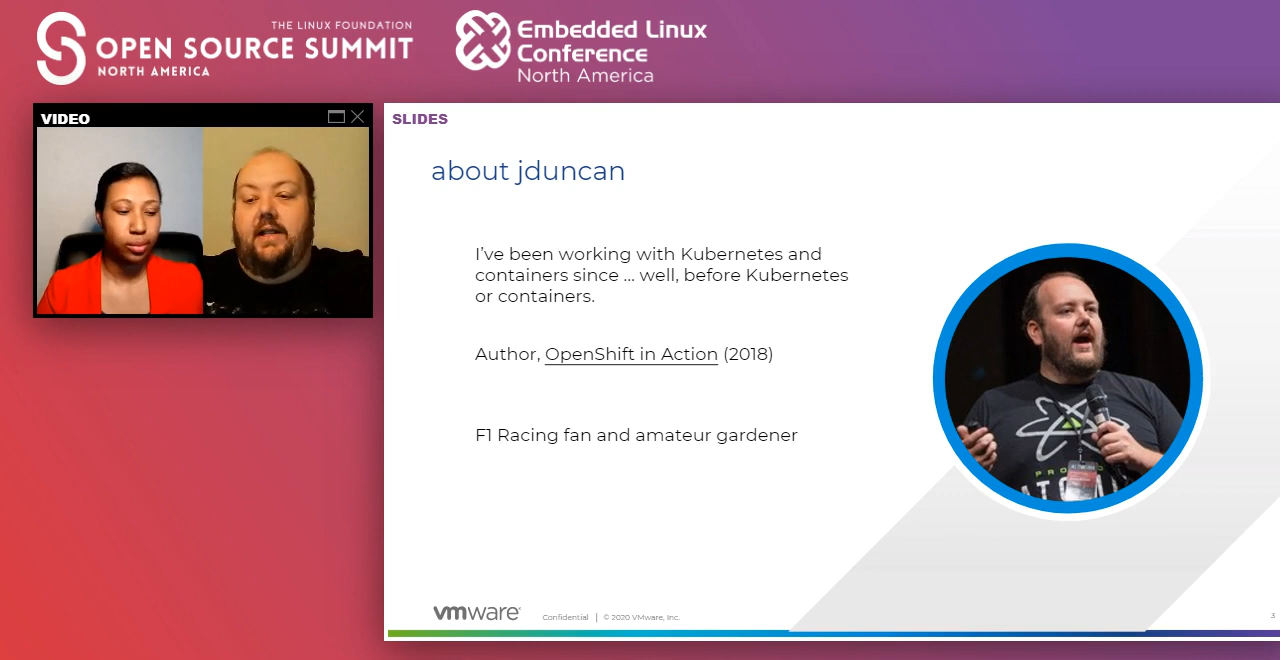 THE LINUX FOUNDATION
OPEN SOURCE SUMMIT
NORTH AMERICA
Embedded Linux
Conference
North America
VIDEO
SLIDES
about jduncan
I've been working with Kubernetes and
containers since ... well, before Kubernetes
or containers.
Author, OpenShift in Action (2018)
F1 Racing fan and amateur gardener
vmware
Confidential | © 2020 VMware, Inc.
3